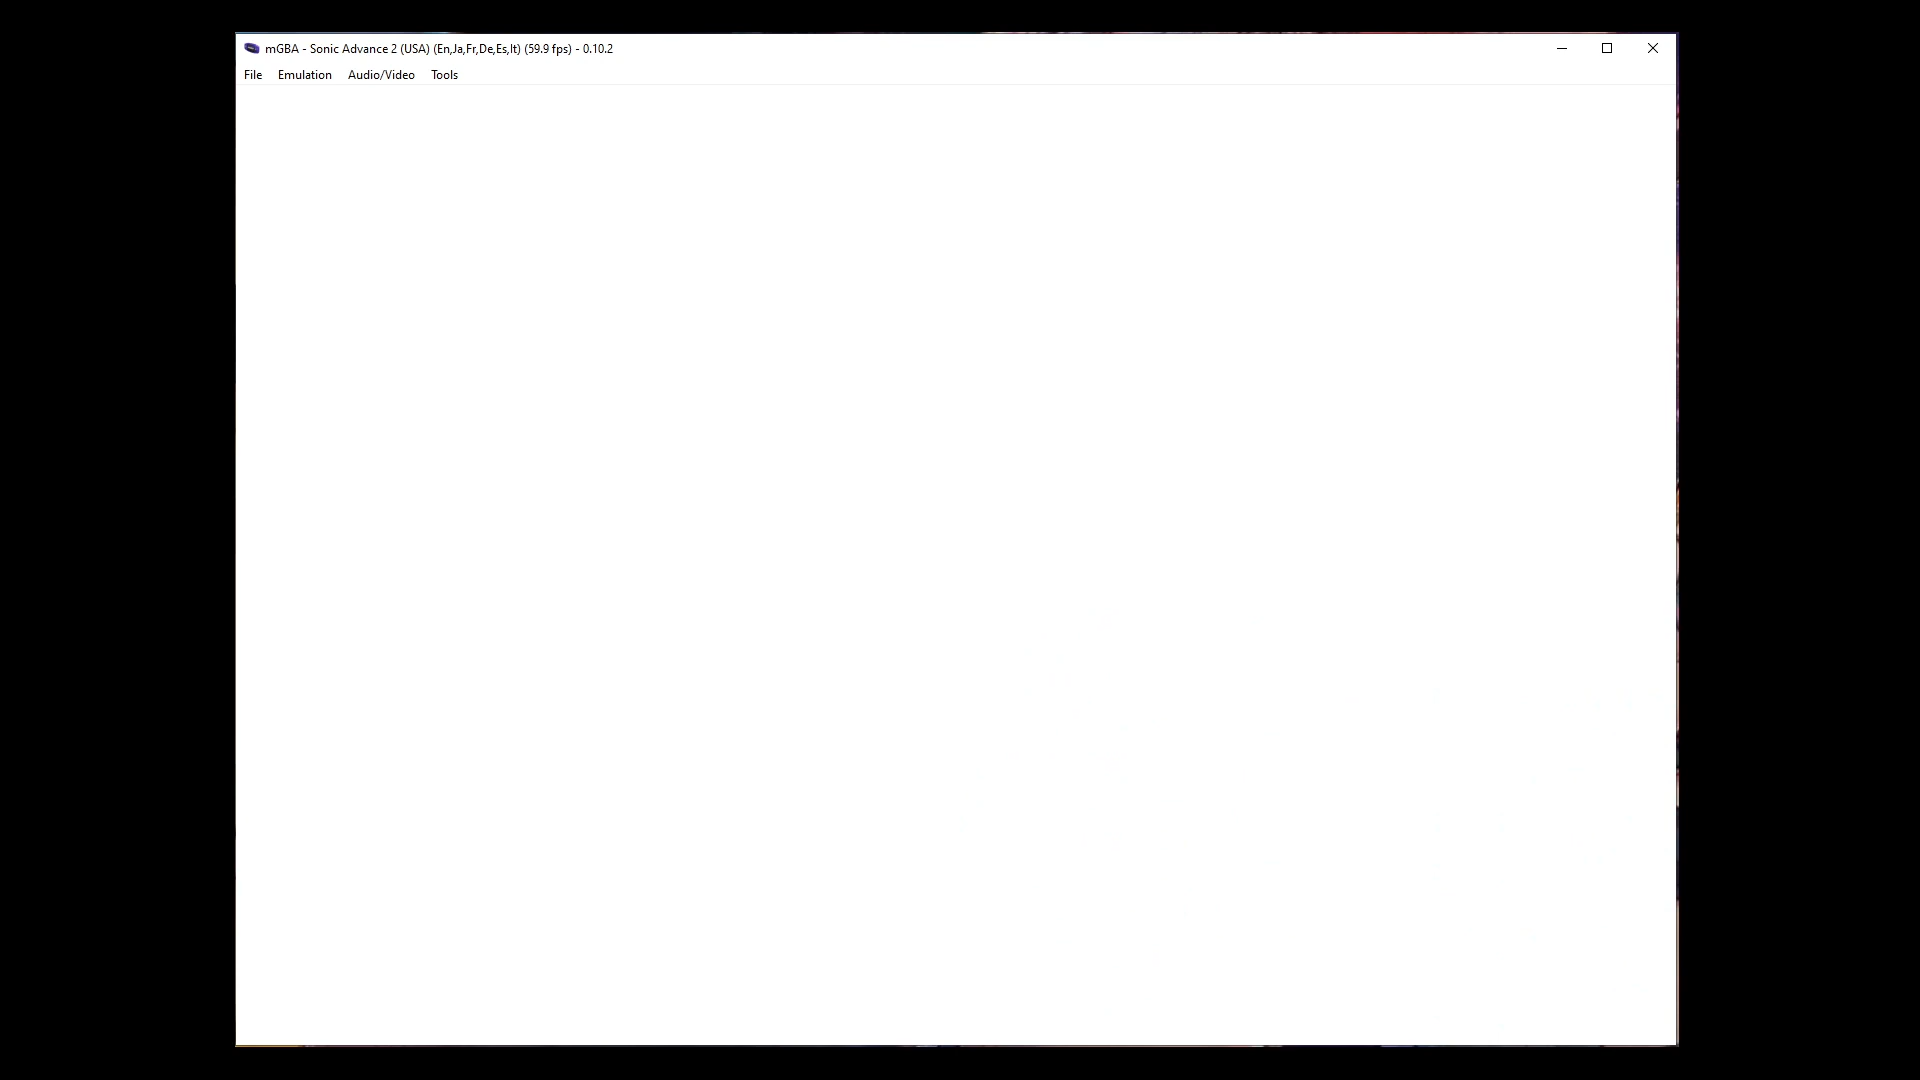 mGBA - Sonic Advance 2 (USA) (En,Ja,Fr,De,Es,It) (59.9 fps) - 0.10.2
File Emulation Audio/Video Tools